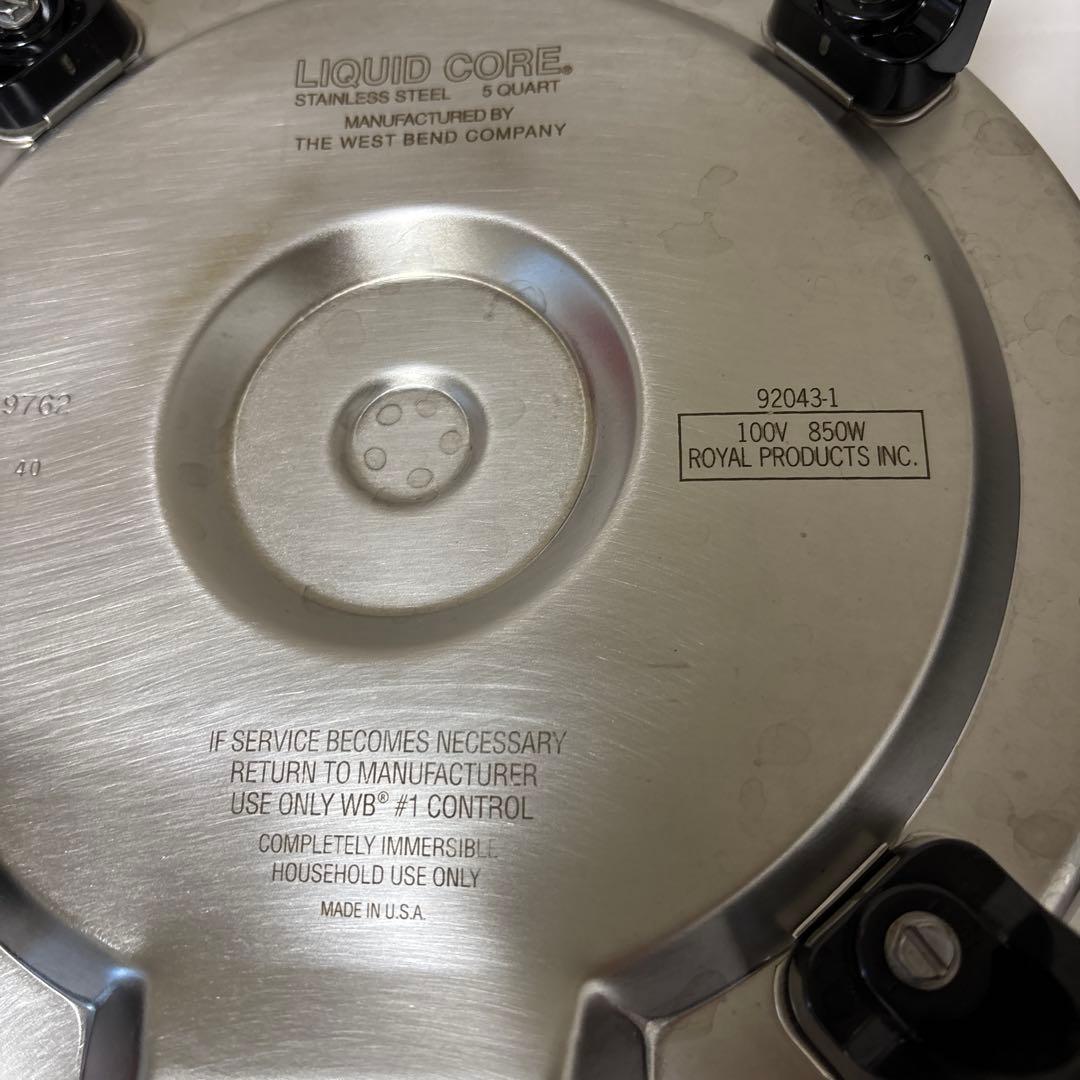 LIQUID CORE®
STAINLESS STEEL 5 QUART
MANUFACTURED BY
THE WEST BEND COMPANY
9762
40
92043-1
100V 850W
ROYAL PRODUCTS INC.
IF SERVICE BECOMES NECESSARY
RETURN TO MANUFACTURER
USE ONLY WB® #1 CONTROL
COMPLETELY IMMERSIBLE
HOUSEHOLD USE ONLY
MADE IN U.S.A.